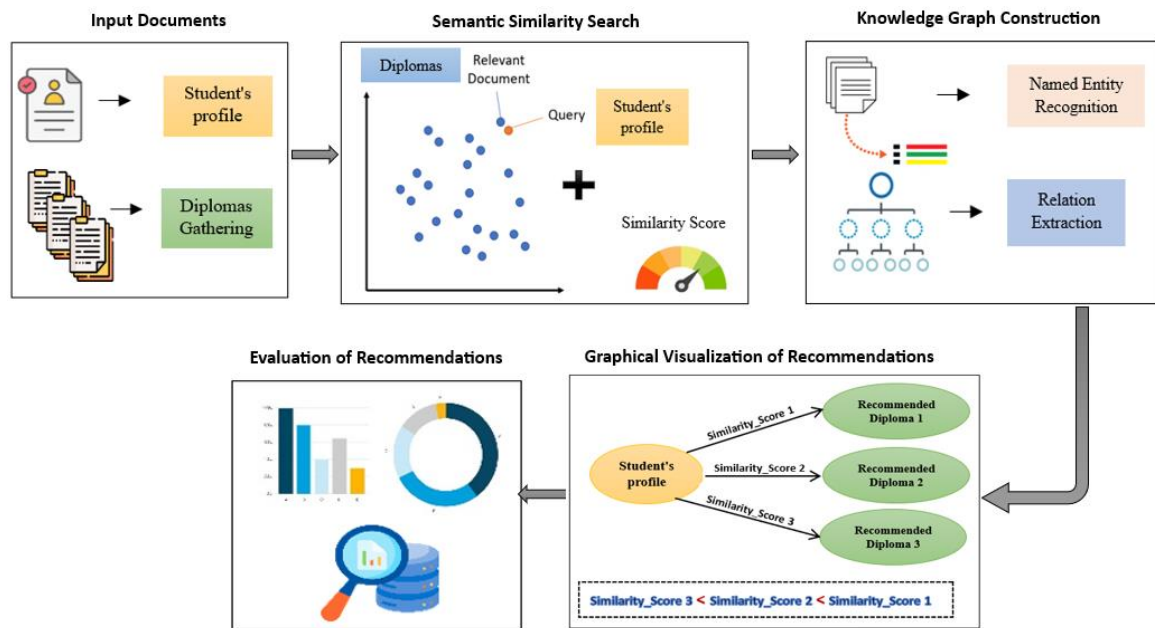 Input Documents
Student's
profile
Diplomas
Gathering
Semantic Similarity Search
Diplomas
Relevant
Document
Query
Student's
profile
Similarity Score
Knowledge Graph Construction
Named Entity
Recognition
Relation
Extraction
Evaluation of Recommendations
Graphical Visualization of Recommendations
Student's
profile
Similarity_Score 1
Similarity_Score 2
Similarity_Score 3
Recommended
Diploma 1
Recommended
Diploma 2
Recommended
Diploma 3
Similarity_Score 3 < Similarity_Score 2 < Similarity_Score 1